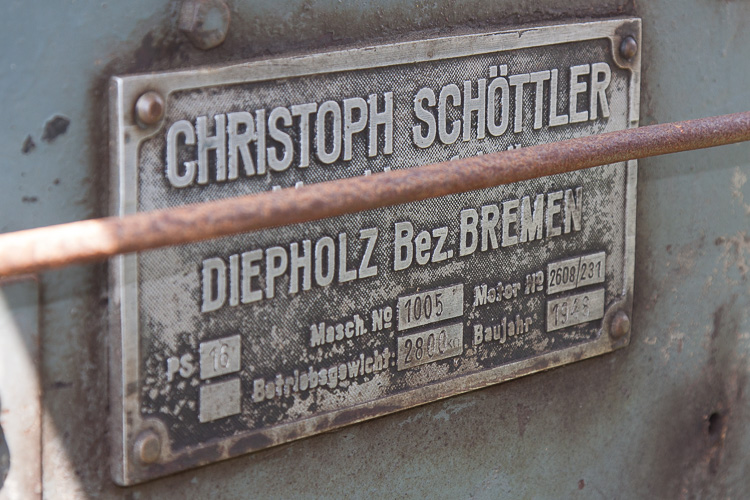 CHRISTOPH SCHÖTTLER
DIEPHOLZ Bez. BREMEN
Masch. No 1005 Motor No 2608/231
PS 16 Betriebsgewicht 2800 kg Baujahr